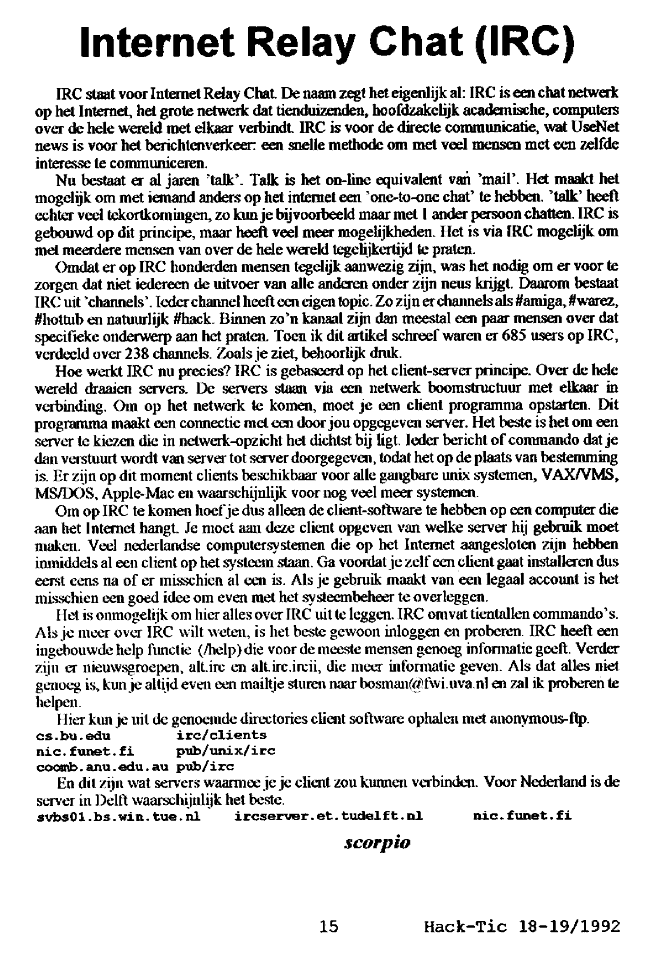 Internet Relay Chat (IRC)
IRC staat voor Internet Relay Chat. De naam zegt het eigenlijk al: IRC is een chat netwerk
op het Internet, het grote netwerk dat tienduizenden, hoofdzakelijk academische, computers
over de hele wereld met elkaar verbindt. IRC is voor de directe communicatie, wat UseNet
news is voor het berichtenverkeer: een snelle methode om met veel mensen met een zelfde
interesse te communiceren.
Nu bestaat er al jaren 'talk'. Talk is het on-line equivalent van 'mail'. Het maakt het
mogelijk om met iemand anders op het internet een 'one-to-one chat' te hebben. 'talk' heeft
echter veel tekortkomingen, zo kun je bijvoorbeeld maar met 1 ander persoon chatten. IRC is
gebouwd op dit principe, maar heeft veel meer mogelijkheden. Het is via IRC mogelijk om
met meerdere mensen van over de hele wereld tegelijkertijd te praten.
Omdat er op IRC honderden mensen tegelijk aanwezig zijn, was het nodig om er voor te
zorgen dat niet iedereen de uitvoer van alle anderen onder zijn neus krijgt. Daarom bestaat
IRC uit 'channels'. Ieder channel heeft een eigen topic. Zo zijn er channels als #amiga, #warez,
#hottub en natuurlijk #hack. Binnen zo'n kanaal zijn dan meestal een paar mensen over dat
specifieke onderwerp aan het praten. Toen ik dit artikel schreef waren er 685 users op IRC,
verdeeld over 238 channels. Zoals je ziet, behoorlijk druk.
Hoe werkt IRC nu precies? IRC is gebaseerd op het client-server principe. Over de hele
wereld draaien servers. De servers staan via een netwerk boomstructuur met elkaar in
verbinding. Om op het netwerk te komen, moet je een client programma opstarten. Dit
programma maakt een connectie met een door jou opgegeven server. Het beste is het om een
server te kiezen die in netwerk-opzicht het dichtst bij ligt. Ieder bericht of commando dat je
dan verstuurt wordt van server tot server doorgegeven, todat het op de plaats van bestemming
is. Er zijn op dit moment clients beschikbaar voor alle gangbare unix systemen, VAX/VMS,
MS/DOS, Apple-Mac en waarschijnlijk voor nog veel meer systemen.
Om op IRC te komen hoef je dus alleen de client-software te hebben op een computer die
aan het Internet hangt. Je moet aan deze client opgeven van welke server hij gebruik moet
maken. Veel nederlandse computersystemen die op het Internet aangesloten zijn hebben
inmiddels al een client op het systeem staan. Ga voordat je zelf een client gaat installeren dus
eerst eens na of er misschien al een is. Als je gebruik maakt van een legaal account is het
misschien een goed idee om even met het systeembeheer te overleggen.
Het is onmogelijk om hier alles over IRC uit te leggen. IRC omvat tientallen commando's.
Als je meer over IRC wilt weten, is het beste gewoon inloggen en proberen. IRC heeft een
ingebouwde help functie (/help) die voor de meeste mensen genoeg informatie geeft. Verder
zijn er nieuwsgroepen, alt.irc en alt.irc.ircii, die meer informatie geven. Als dat alles niet
genoeg is, kun je altijd even een mailtje sturen naar bosman@fwi.uva.nl en zal ik proberen te
helpen.
Hier kun je uit de genoemde directories client software ophalen met anonymous-ftp.
cs.bu.edu irc/clients
nic.funet.fi pub/unix/irc
coomb.anu.edu.au pub/irc
En dit zijn wat servers waarmee je je client zou kunnen verbinden. Voor Nederland is de
server in Delft waarschijnlijk het beste.
svbs01.bs.win.tue.nl ircserver.et.tudelft.nl nic.funet.fi
scorpio
15 Hack-Tic 18-19/1992